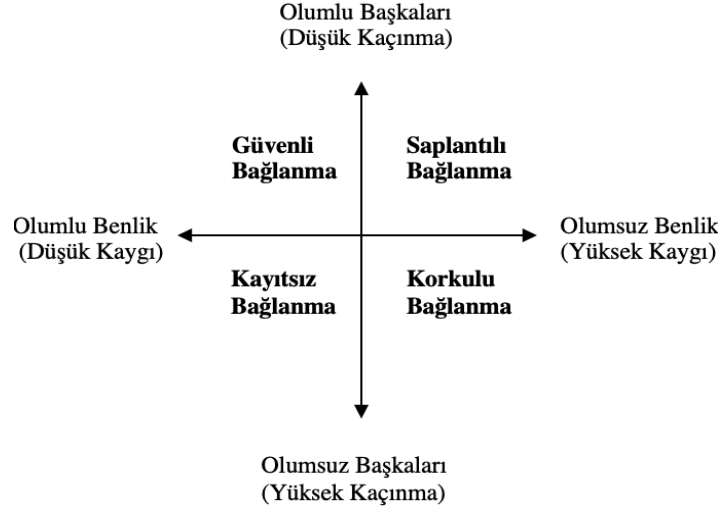 Olumlu Başkaları
(Düşük Kaçınma)
Güvenli
Bağlanma
Saplantılı
Bağlanma
Olumlu Benlik
(Düşük Kaygı)
Olumsuz Benlik
(Yüksek Kaygı)
Kayıtsız
Bağlanma
Korkulu
Bağlanma
Olumsuz Başkaları
(Yüksek Kaçınma)